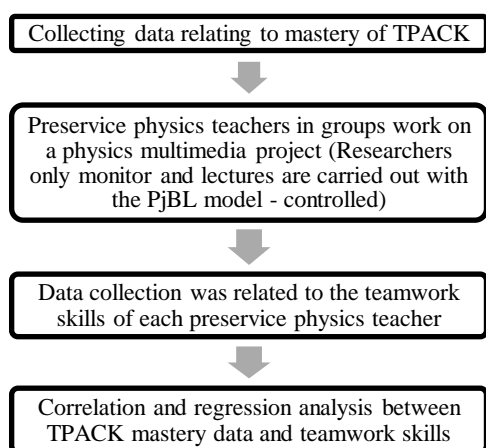 Collecting data relating to mastery of TPACK
Preservice physics teachers in groups work on
a physics multimedia project (Researchers
only monitor and lectures are carried out with
the PjBL model - controlled)
Data collection was related to the teamwork
skills of each preservice physics teacher
Correlation and regression analysis between
TPACK mastery data and teamwork skills